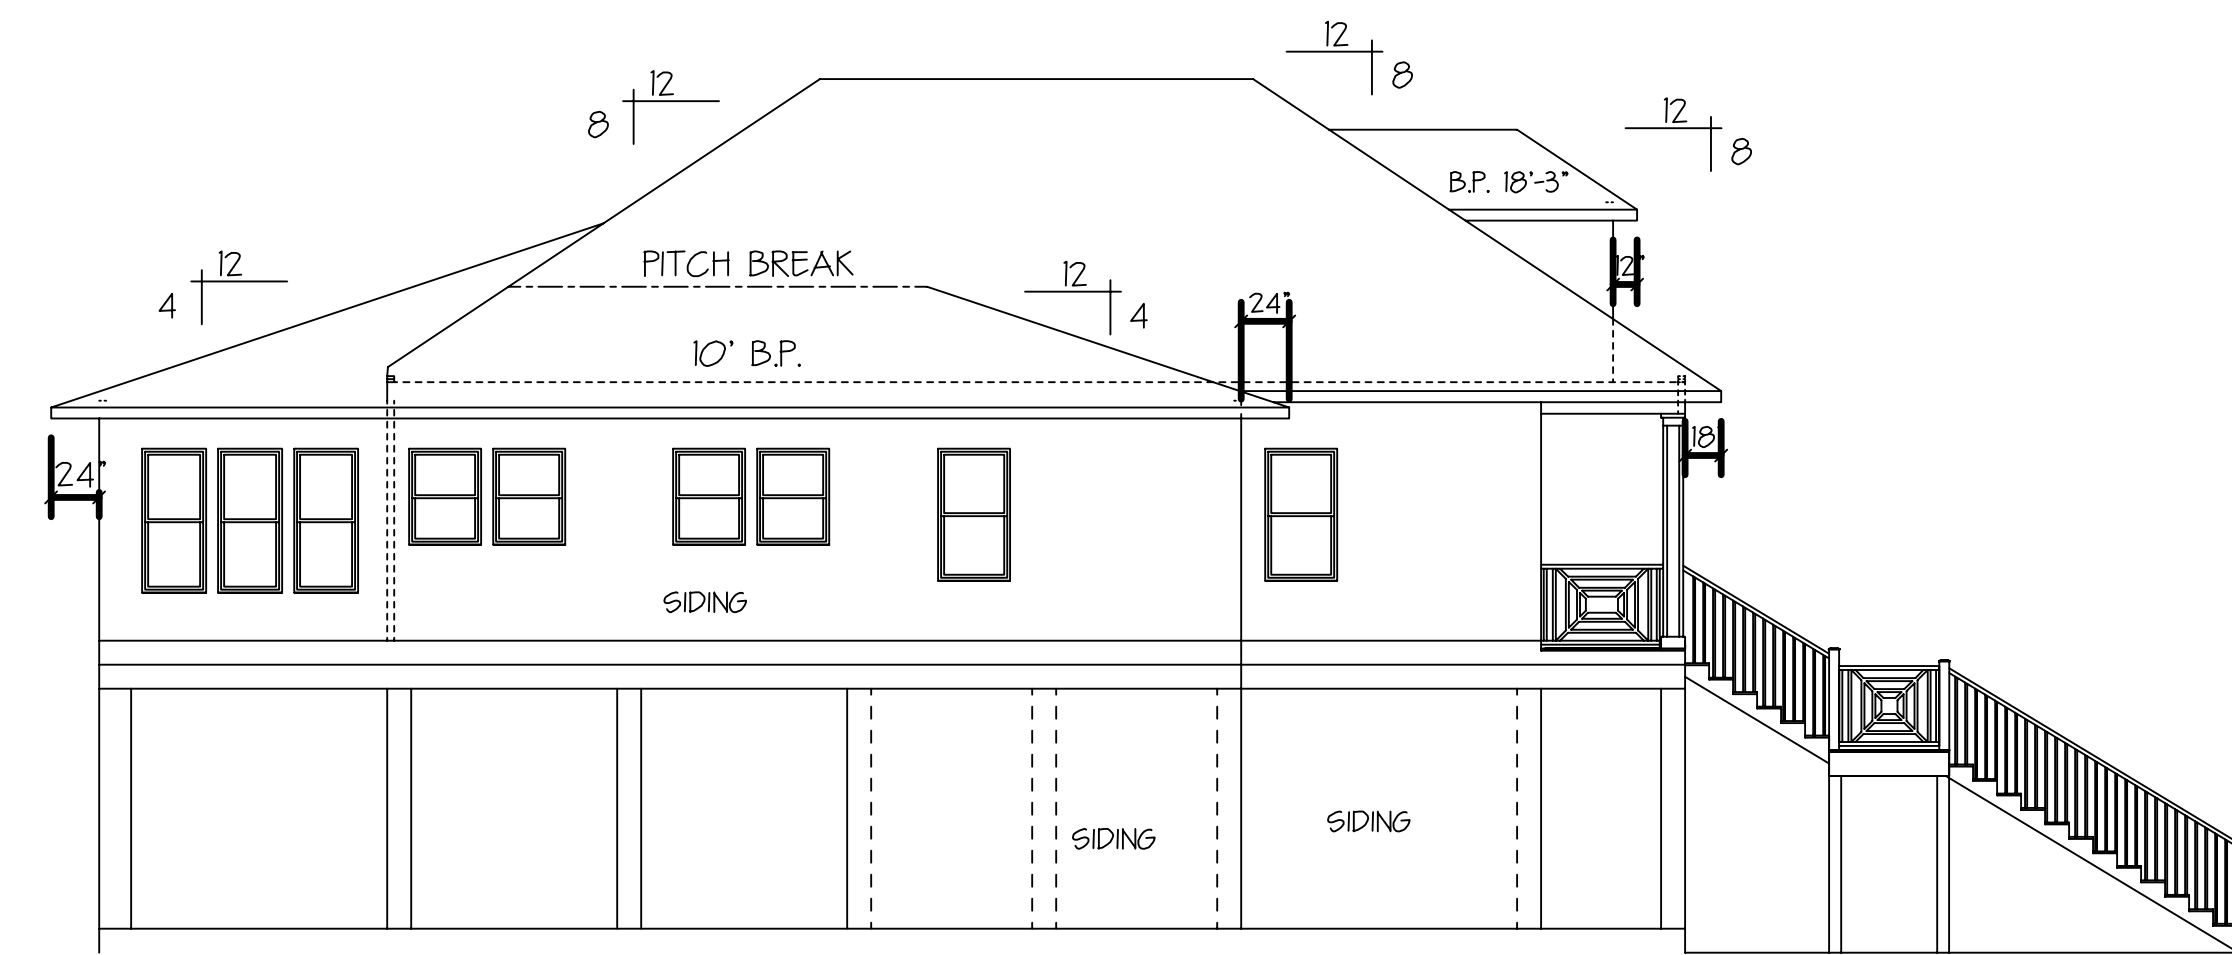 12
8
12
8
12
8
B.P. 18'-3"
12
4
PITCH BREAK
12
4
12"
24"
10' B.P.
24"
18
SIDING
SIDING
SIDING